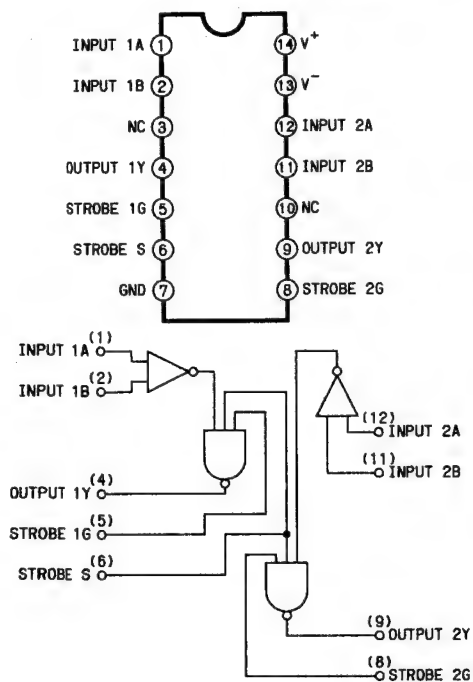 INPUT 1A 1
14 V+
INPUT 1B 2
13 V-
NC 3
12 INPUT 2A
OUTPUT 1Y 4
11 INPUT 2B
STROBE 1G 5
10 NC
STROBE S 6
9 OUTPUT 2Y
GND 7
8 STROBE 2G
INPUT 1A (1)
INPUT 1B (2)
(12)
INPUT 2A
(11)
INPUT 2B
OUTPUT 1Y (4)
STROBE 1G (5)
STROBE S (6)
(9)
OUTPUT 2Y
(8)
STROBE 2G